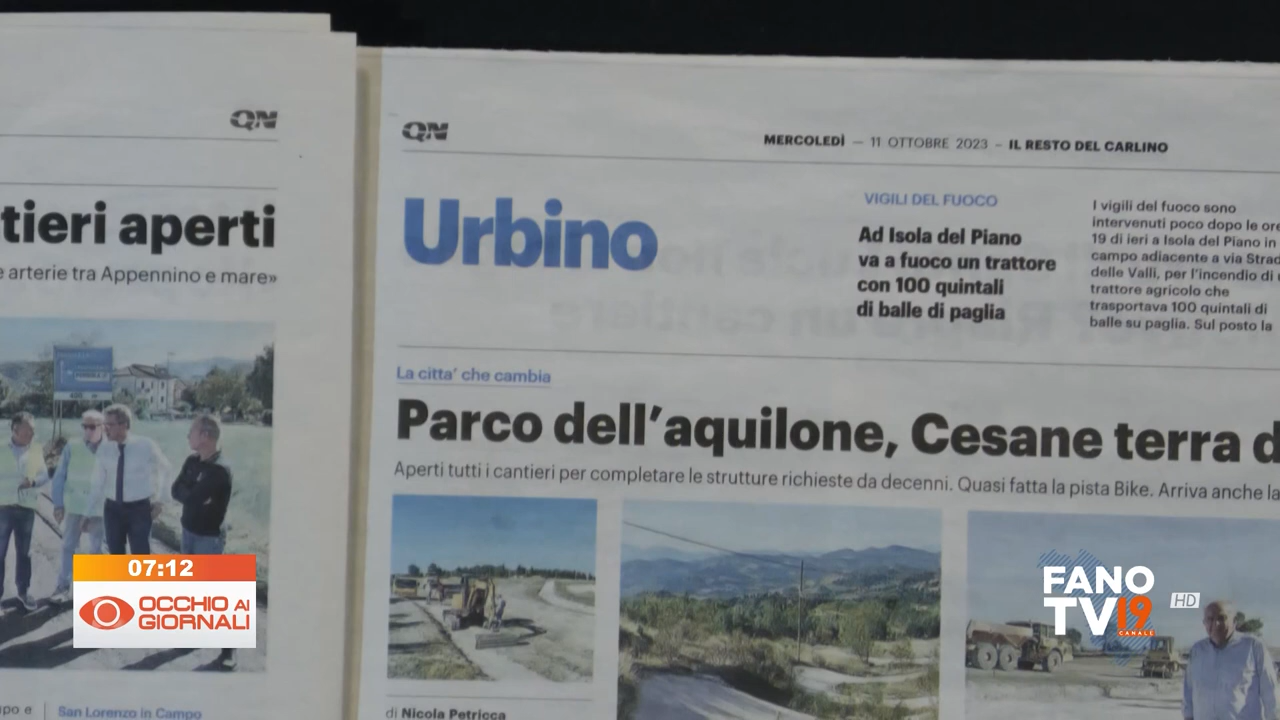 QN
tieri aperti
e arterie tra Appennino e mare»
San Lorenzo in Campo
QN
MERCOLEDÌ — 11 OTTOBRE 2023 – IL RESTO DEL CARLINO
Urbino
VIGILI DEL FUOCO
Ad Isola del Piano
va a fuoco un trattore
con 100 quintali
di balle di paglia
I vigili del fuoco sono
intervenuti poco dopo le ore
19 di ieri a Isola del Piano in
campo adiacente a via Strad
delle Valli, per l'incendio di
trattore agricolo che
trasportava 100 quintali di
balle su paglia. Sul posto la
La citta' che cambia
Parco dell'aquilone, Cesane terra d
Aperti tutti i cantieri per completare le strutture richieste da decenni. Quasi fatta la pista Bike. Arriva anche la
di Nicola Petricca
07:12
OCCHIO AI
GIORNALI
FANO
TV19
CANALE
HD